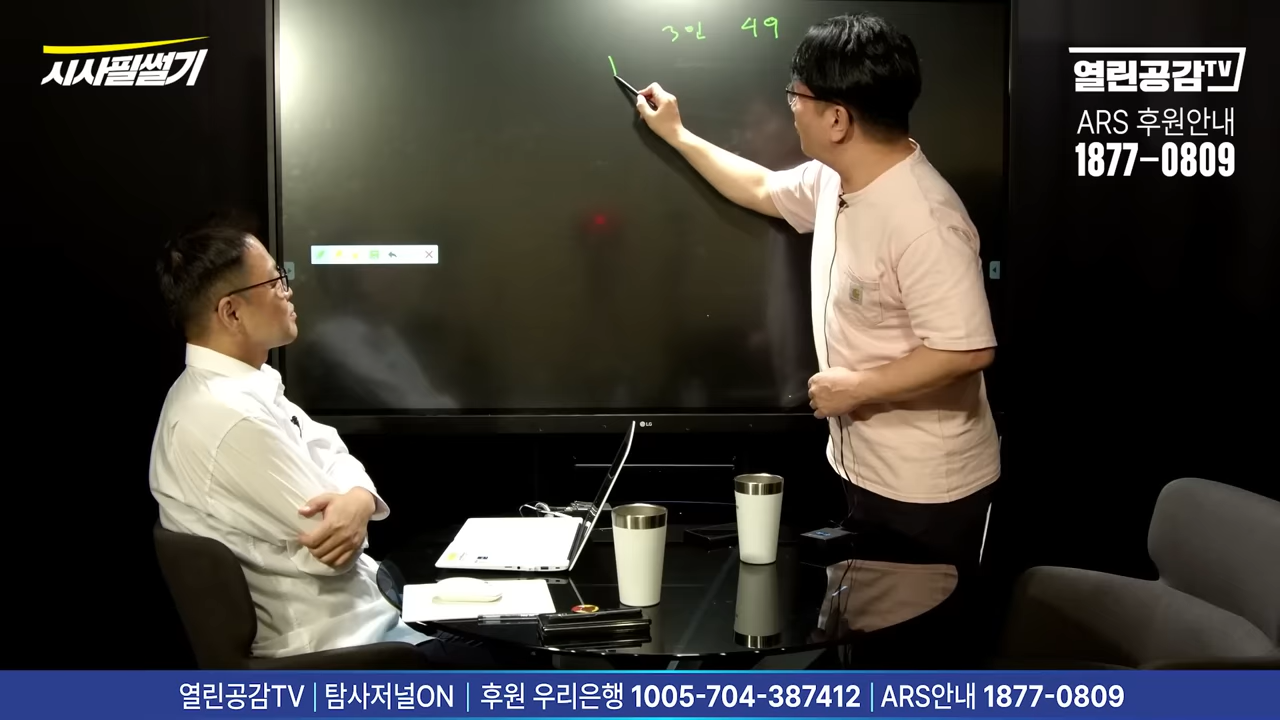 시사필썰기
3인 49
열린공감TV
ARS 후원안내
1877-0809
LG
열린공감TV | 탐사저널ON | 후원 우리은행 1005-704-387412 | ARS안내 1877-0809